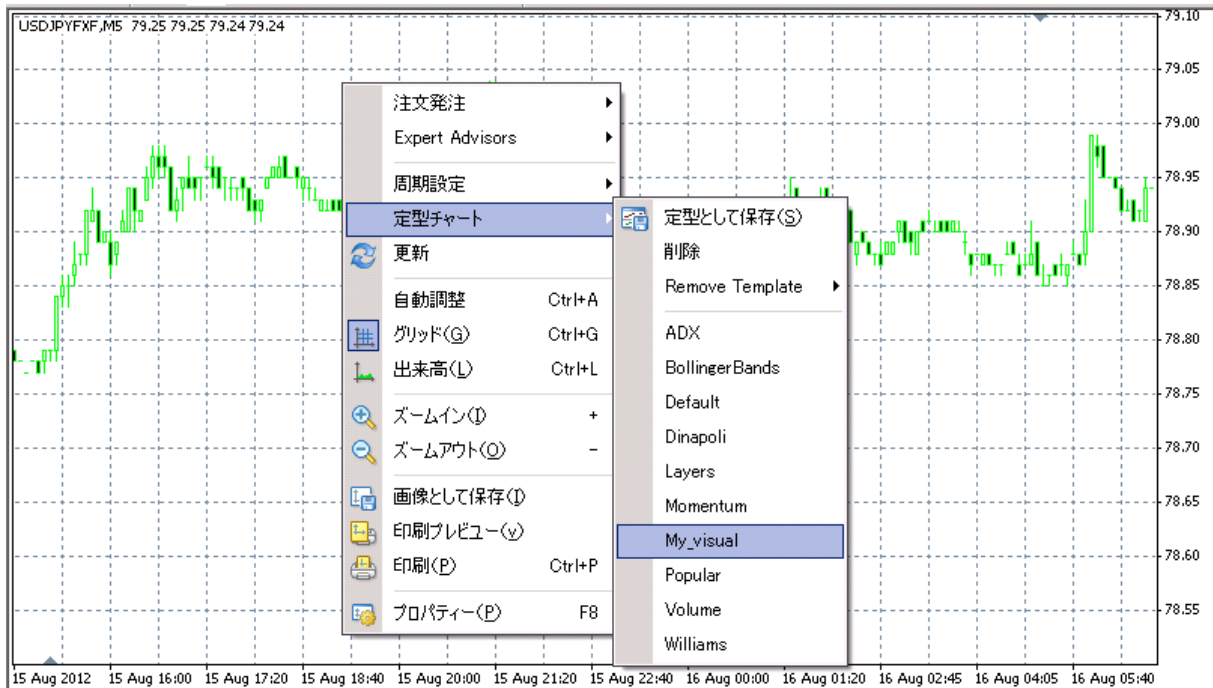 USDJPYFXF,M5 79.25 79.25 79.24 79.24
79.10
79.05
79.00
78.95
78.90
78.85
78.80
78.75
78.70
78.65
78.60
78.55
注文発注
Expert Advisors
周期設定
定型チャート
更新
自動調整 Ctrl+A
グリッド(G) Ctrl+G
出来高(L) Ctrl+L
ズームイン(I) +
ズームアウト(O) -
画像として保存(I)
印刷プレビュー(v)
印刷(P) Ctrl+P
プロパティー(P) F8
定型として保存(S)
削除
Remove Template
ADX
BollingerBands
Default
Dinapoli
Layers
Momentum
My_visual
Popular
Volume
Williams
15 Aug 2012 15 Aug 16:00 15 Aug 17:20 15 Aug 18:40 15 Aug 20:00 15 Aug 21:20 15 Aug 22:40 16 Aug 00:00 16 Aug 01:20 16 Aug 02:45 16 Aug 04:05 16 Aug 05:40